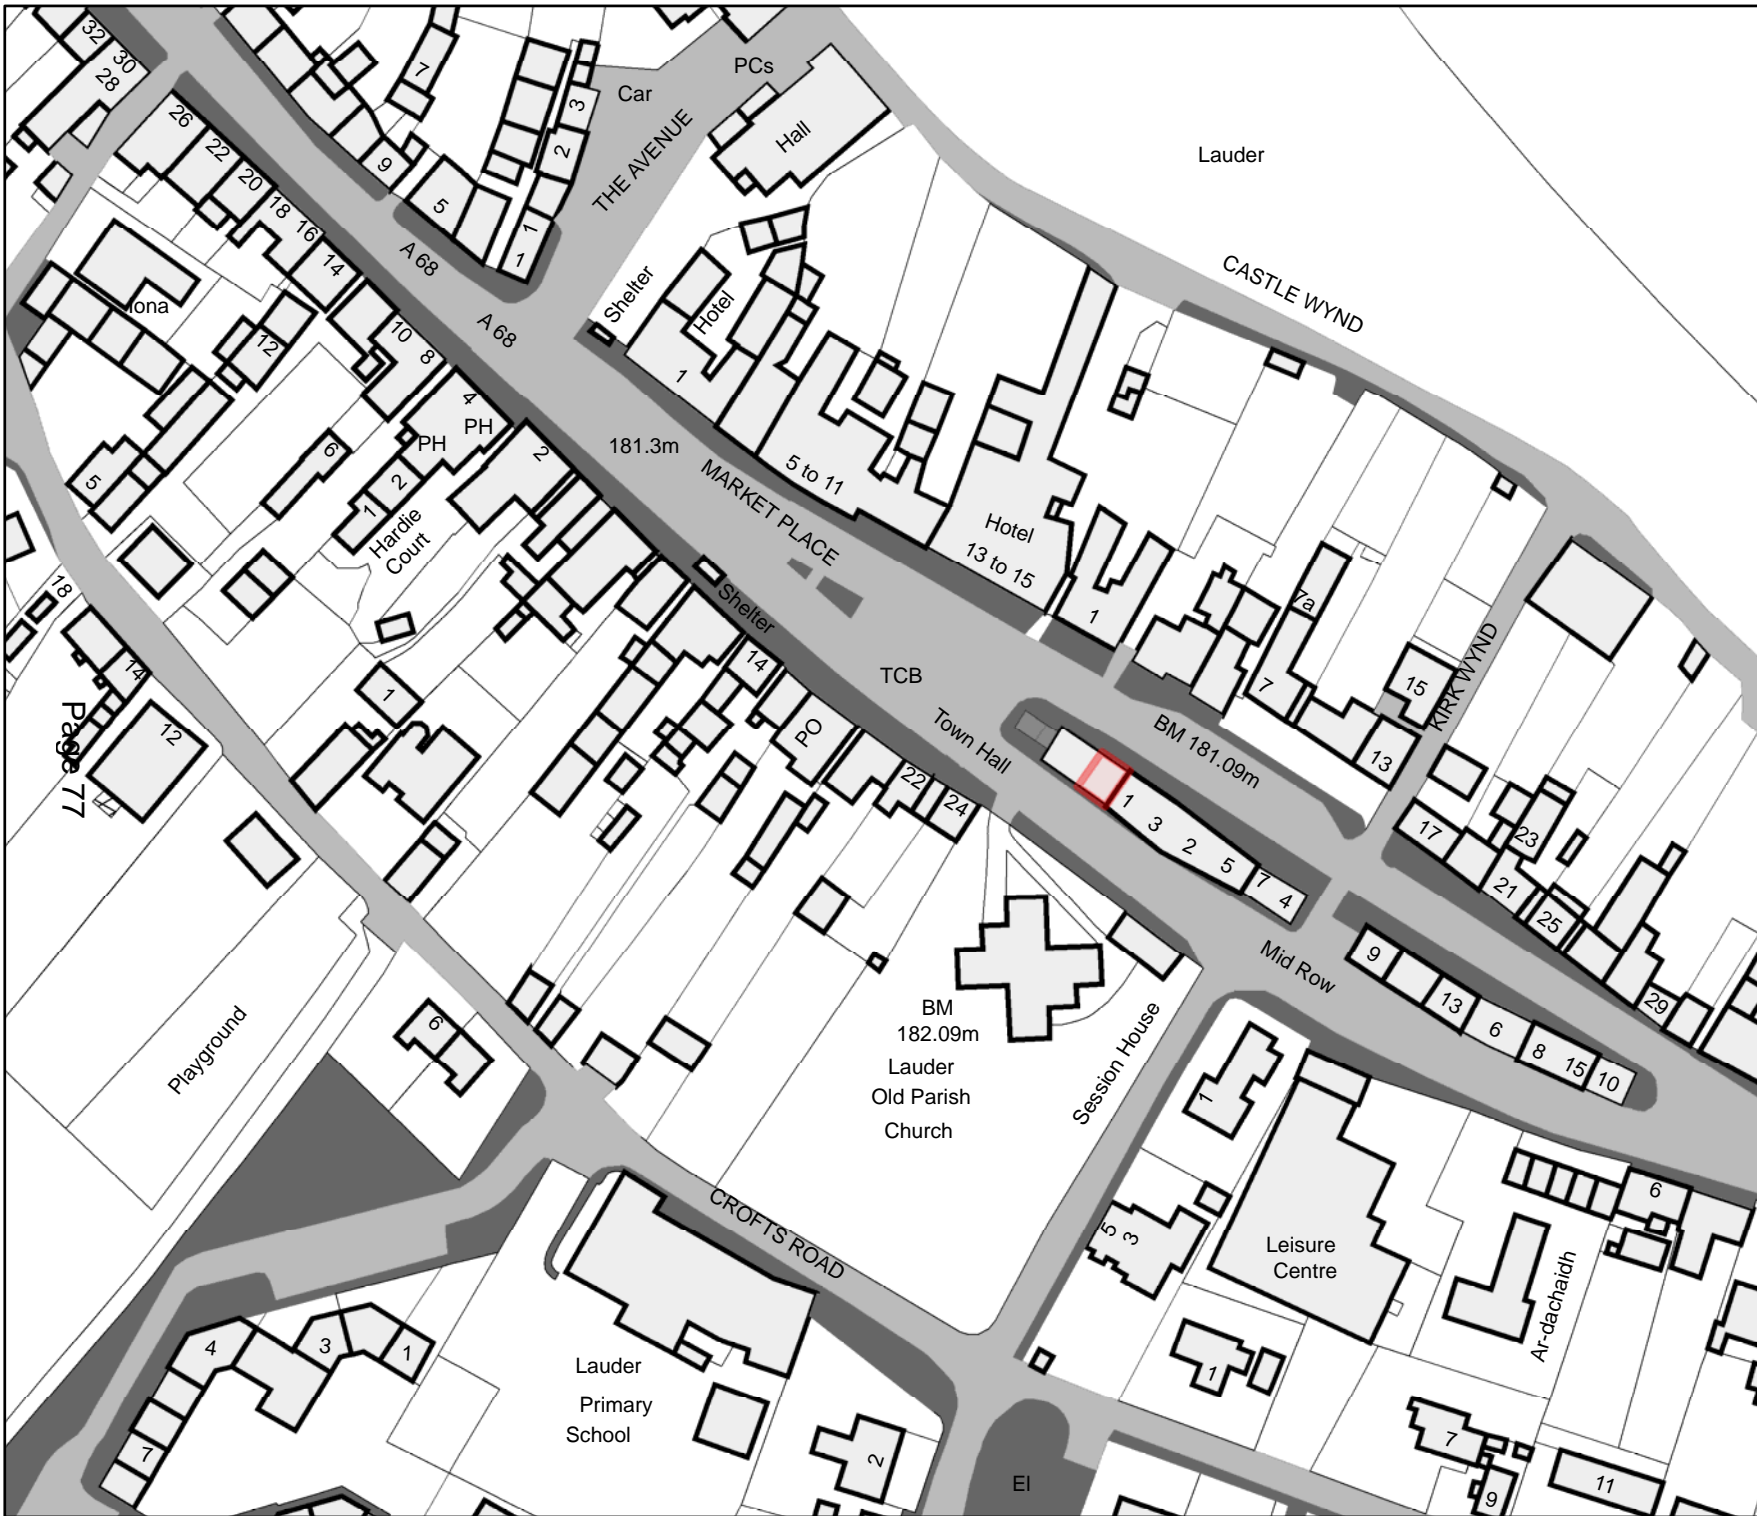 32
30
28
26
22
20
18
16
14
7
9
5
3
2
1
1
Car
PCs
THE AVENUE
Hall
Lauder
A 68
A 68
Shelter
Hotel
1
CASTLE WYND
Iona
12
10
8
4
PH
PH
2
6
5
2
1
Hardie
Court
181.3m
MARKET PLACE
5 to 11
Hotel
13 to 15
1
7a
7
15
13
KIRK WYND
18
14
12
Page 77
1
Shelter
14
PO
22
24
TCB
Town Hall
BM 181.09m
1
3
2
5
7
4
17
23
21
25
29
Mid Row
9
13
6
8
15
10
Playground
6
BM
182.09m
Lauder
Old Parish
Church
Session House
1
5
3
Leisure
Centre
6
Ar-dachaidh
CROFTS ROAD
4
3
1
7
Lauder
Primary
School
2
1
El
7
9
11